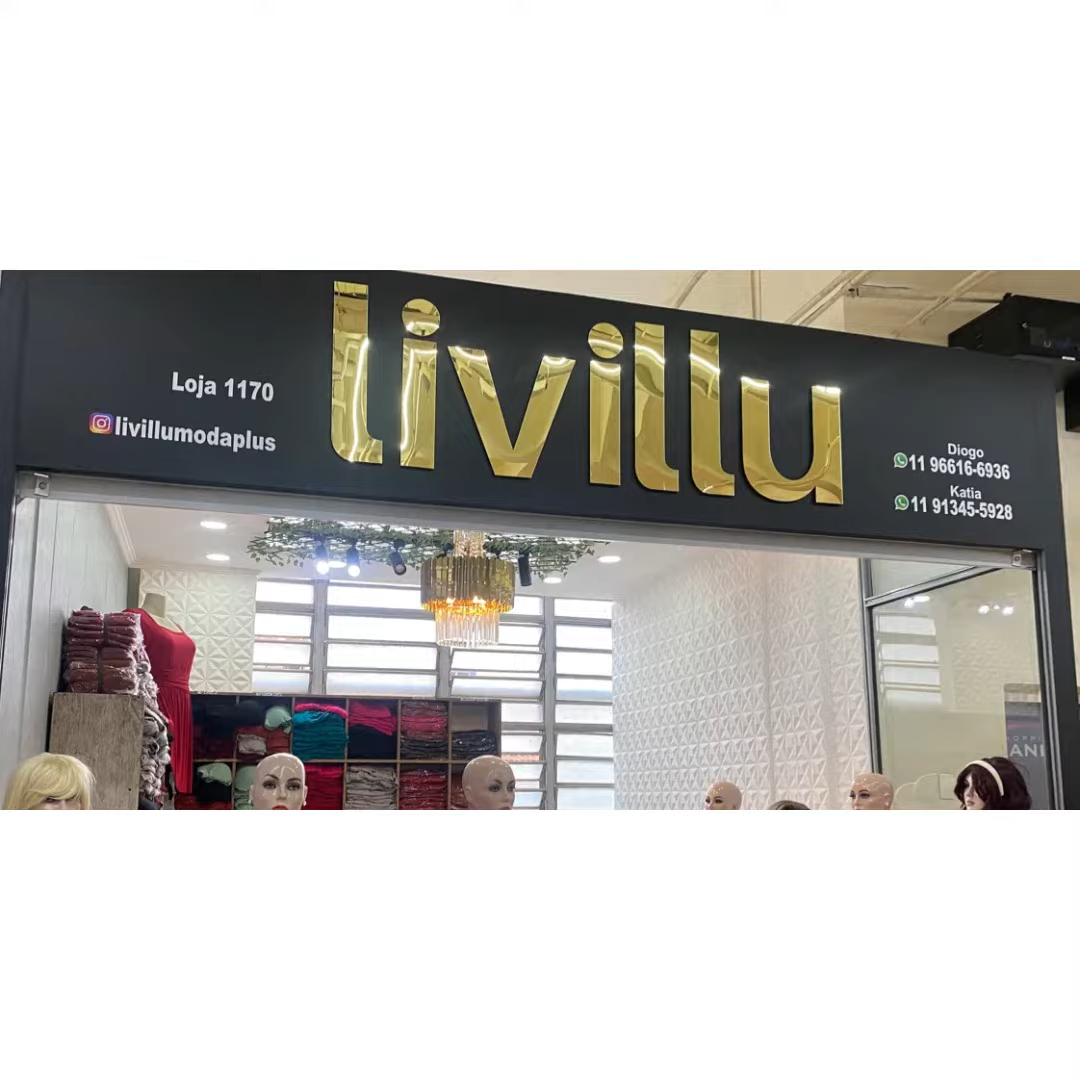 livillu
Loja 1170
livillumodaplus
Diogo
11 96616-6936
Katia
11 91345-5928